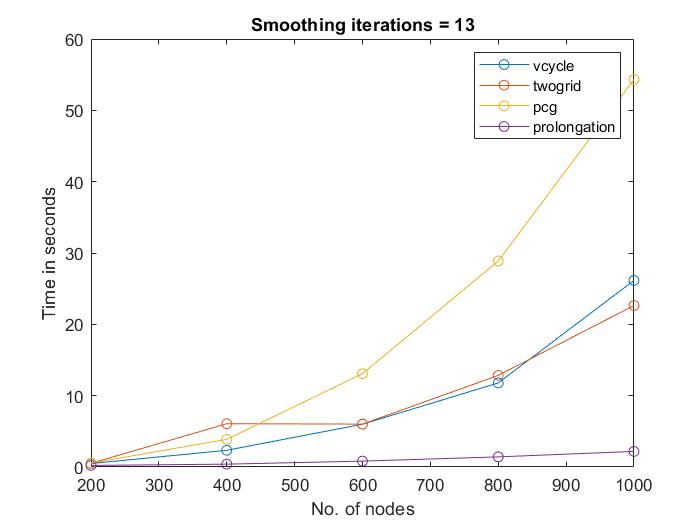 Smoothing iterations = 13
60
50
40
30
20
10
0
Time in seconds
vcycle
twogrid
pcg
prolongation
200 300 400 500 600 700 800 900 1000
No. of nodes